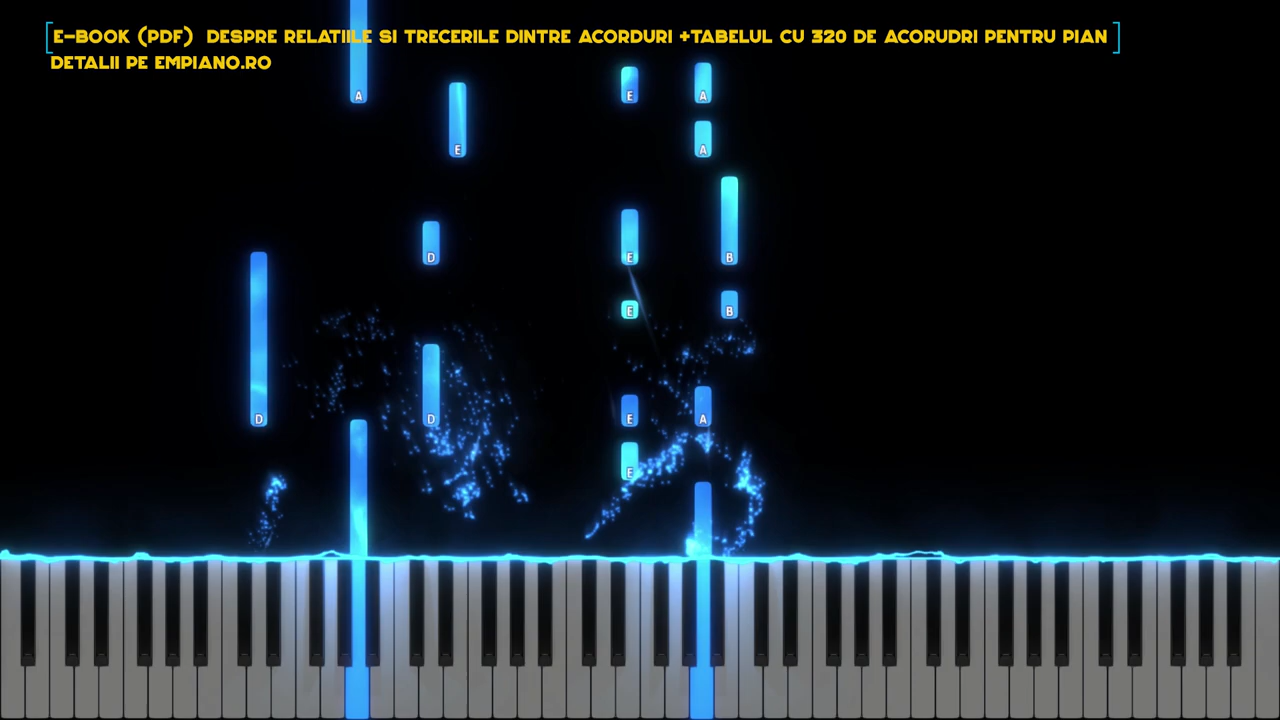 E-BOOK (PDF) DESPRE RELATIILE SI TRECERILE DINTRE ACORDURI +TABELUL CU 320 DE ACORUDRI PENTRU PIAN
DETALII PE EMPIANO.RO
A E A
E A
D E B
D E B
D D E A
E